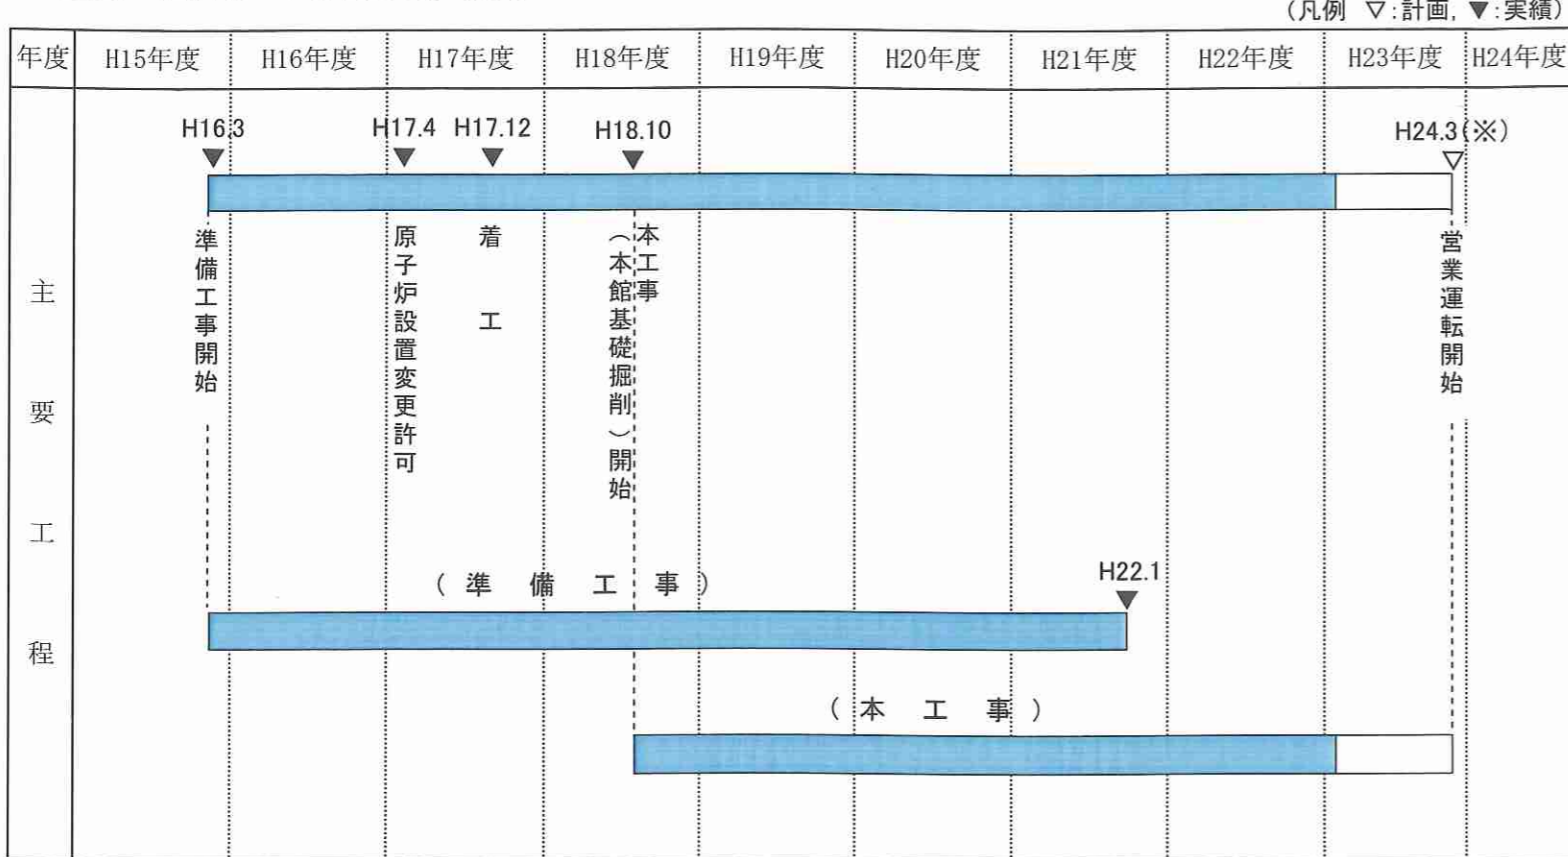 （凡例 ▽:計画, ▼:実績）
年度 H15年度 H16年度 H17年度 H18年度 H19年度 H20年度 H21年度 H22年度 H23年度 H24年度
主要工程
H16.3 H17.4 H17.12 H18.10 H24.3(※)
▼ ▼ ▼ ▼ ▽
準備工事開始
原子炉設置変更許可
着工
本工事
（本館基礎掘削）開始
営業運転開始
（準備工事）
H22.1
▼
（本工事）